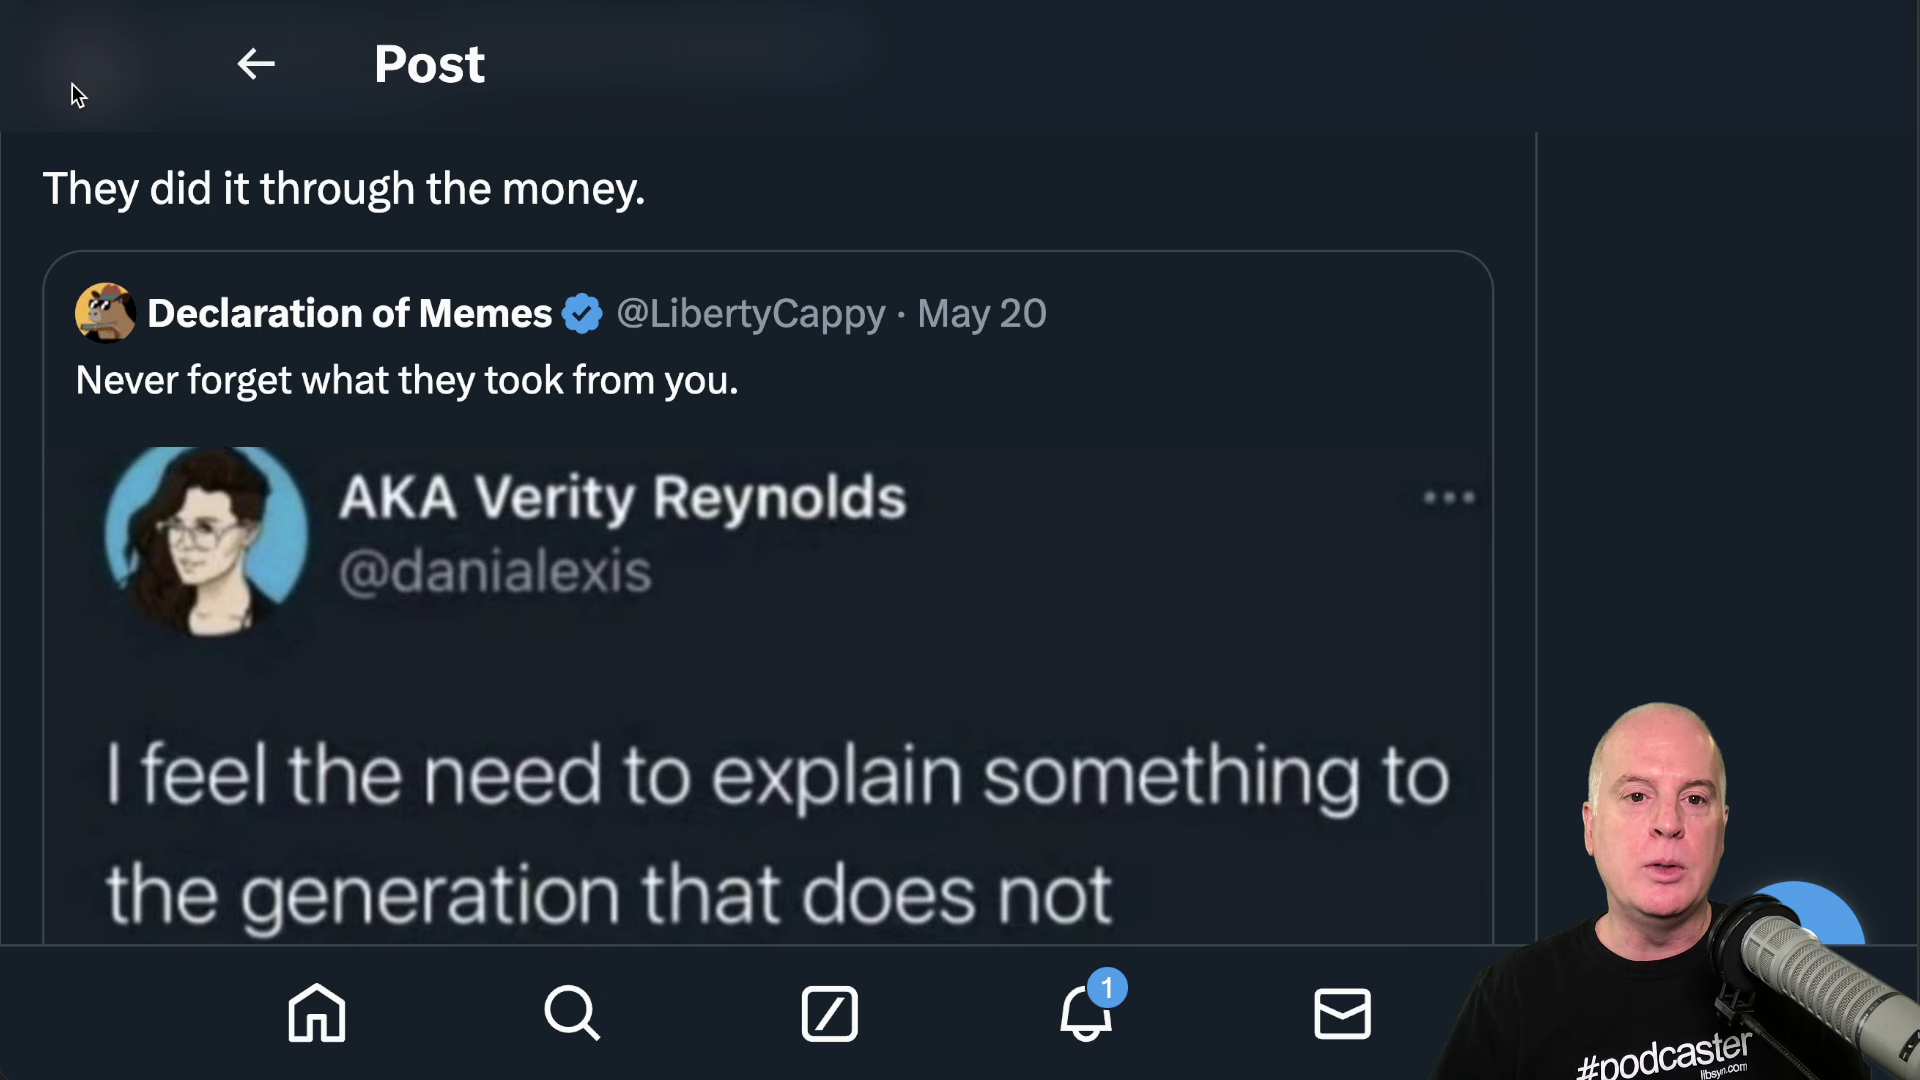 Post
They did it through the money.
Declaration of Memes @LibertyCappy · May 20
Never forget what they took from you.
AKA Verity Reynolds
@danialexis
I feel the need to explain something to
the generation that does not
1
#podcaster
libsyn.com